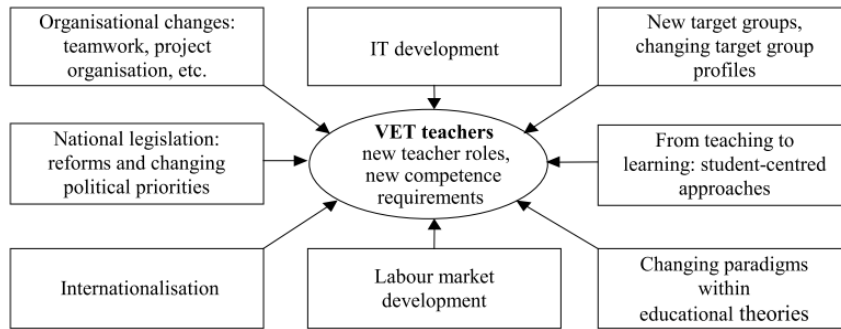 Organisational changes:
teamwork, project
organisation, etc.
IT development
New target groups,
changing target group
profiles
National legislation:
reforms and changing
political priorities
VET teachers
new teacher roles,
new competence
requirements
From teaching to
learning: student-centred
approaches
Internationalisation
Labour market
development
Changing paradigms
within
educational theories